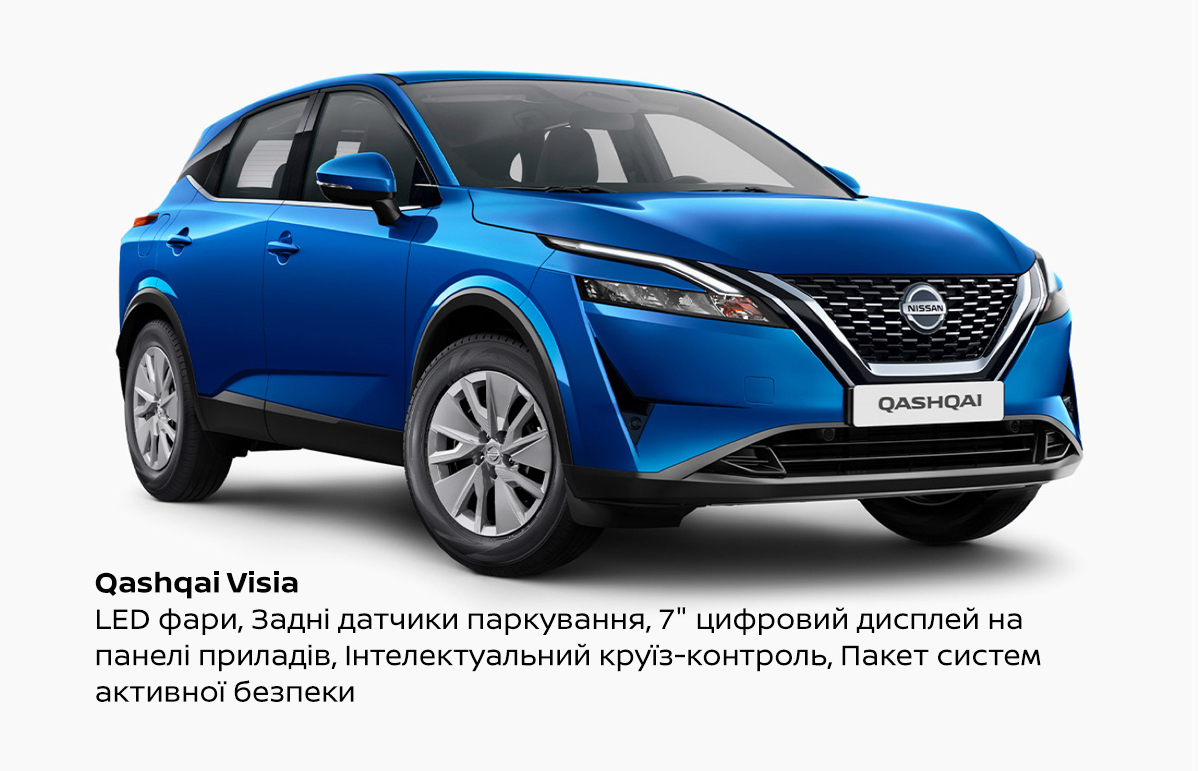 NISSAN
QASHQAI
Qashqai Visia
LED фари, Задні датчики паркування, 7" цифровий дисплей на
панелі приладів, Інтелектуальний круїз-контроль, Пакет систем
активної безпеки